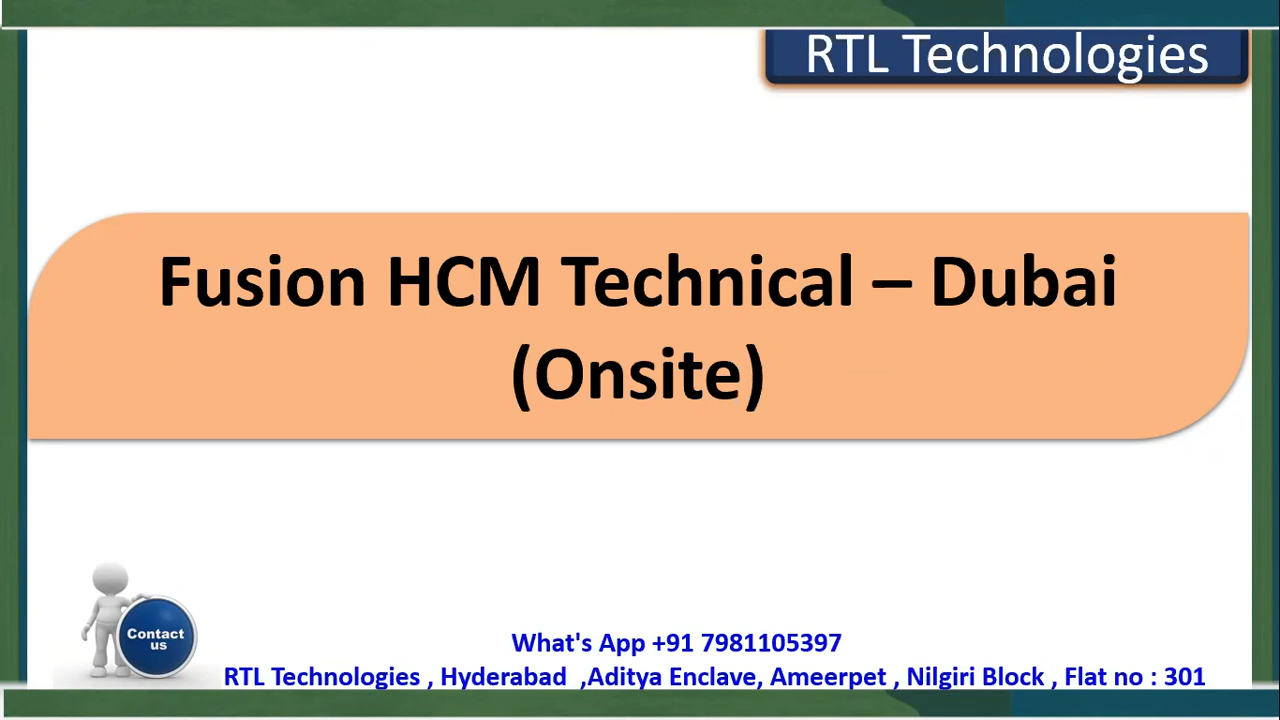 RTL Technologies
Fusion HCM Technical – Dubai
(Onsite)
Contact
us
What's App +91 7981105397
RTL Technologies , Hyderabad ,Aditya Enclave, Ameerpet , Nilgiri Block , Flat no : 301